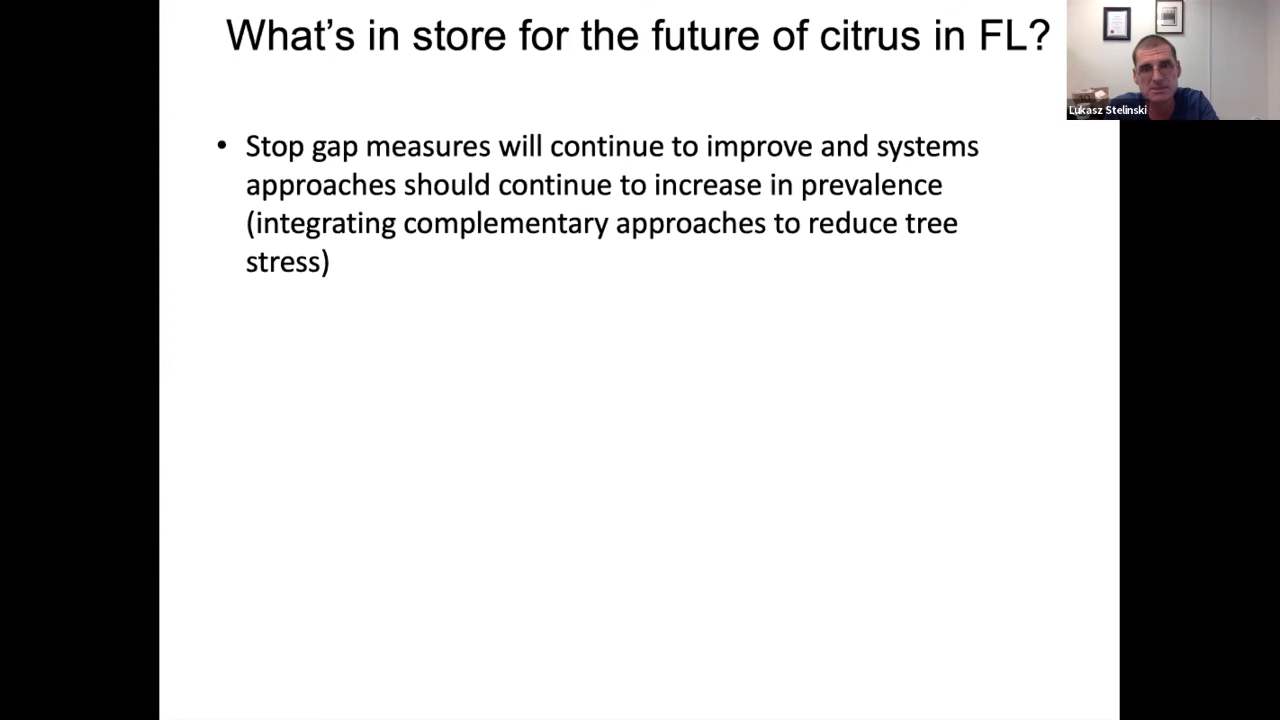 What's in store for the future of citrus in FL?
Lukasz Stelinski
• Stop gap measures will continue to improve and systems
approaches should continue to increase in prevalence
(integrating complementary approaches to reduce tree
stress)